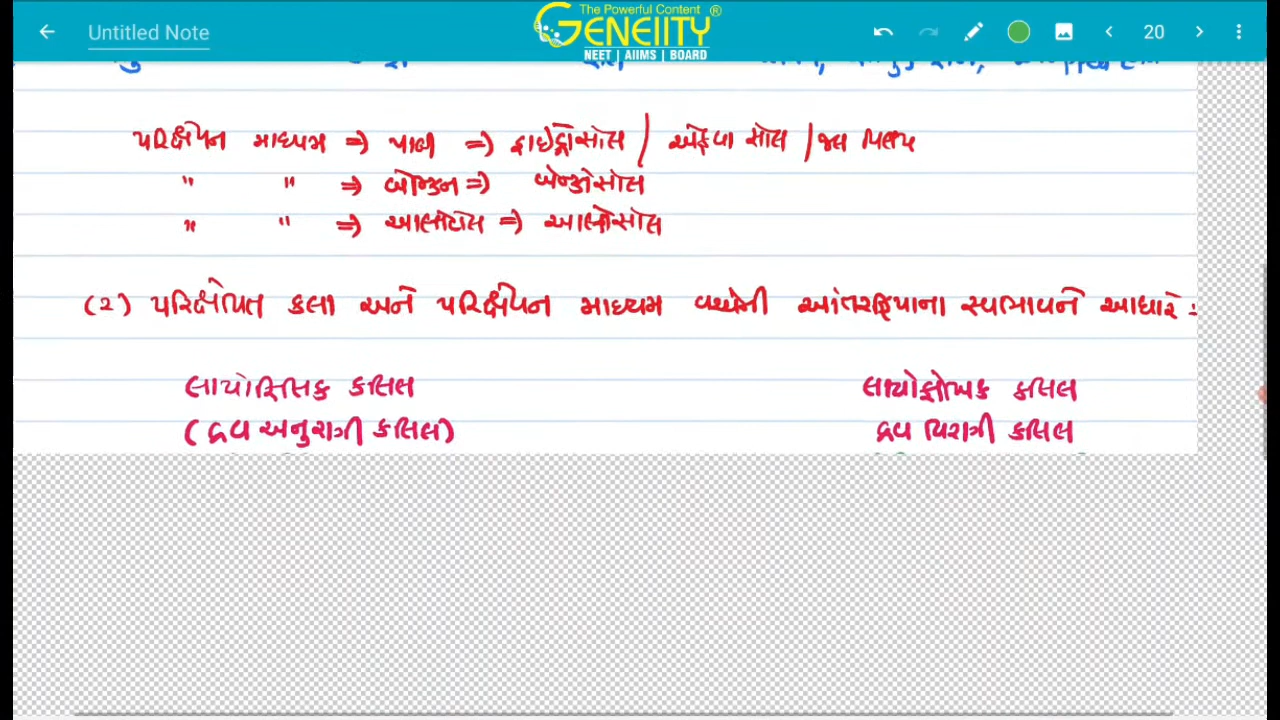 The Powerful Content
GENEIITY®
NEET | AIIMS | BOARD
Untitled Note
20
પરિક્ષેપન માધ્યમ => પાણી => હાઇડ્રોસોલ / એક્વા સોલ / જલ વિલય
" " => બેન્ઝિન => બેન્ઝોસોલ
" " => આલ્કોહોલ => આલ્કોસોલ
(૨) પરિક્ષેપિત કલા અને પરિક્ષેપન માધ્યમ વચ્ચેની આંતરક્રિયાના સ્વભાવને આધારે :
લાયોફિલિક કલિલ લાયોફોબિક કલિલ
(દ્રવ અનુરાગી કલિલ) દ્રવ વિરાગી કલિલ